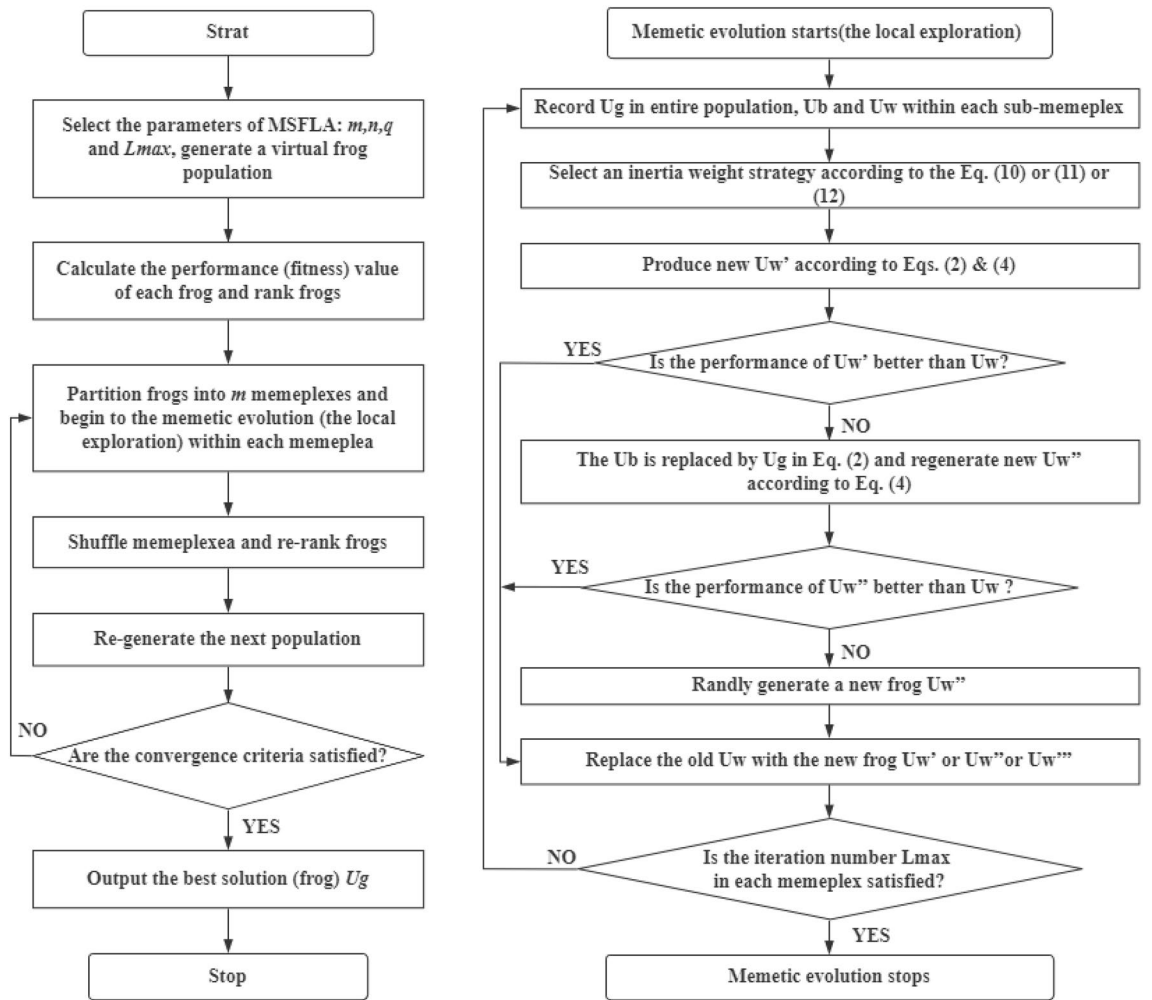 Strat
Select the parameters of MSFLA: m,n,q
and Lmax, generate a virtual frog
population
Calculate the performance (fitness) value
of each frog and rank frogs
Partition frogs into m memeplexes and
begin to the memetic evolution (the local
exploration) within each memeplea
Shuffle memeplexea and re-rank frogs
Re-generate the next population
NO
Are the convergence criteria satisfied?
YES
Output the best solution (frog) Ug
Stop
Memetic evolution starts(the local exploration)
Record Ug in entire population, Ub and Uw within each sub-memeplex
Select an inertia weight strategy according to the Eq. (10) or (11) or
(12)
Produce new Uw’ according to Eqs. (2) & (4)
YES
Is the performance of Uw’ better than Uw?
NO
The Ub is replaced by Ug in Eq. (2) and regenerate new Uw”
according to Eq. (4)
YES
Is the performance of Uw” better than Uw ?
NO
Randly generate a new frog Uw”
Replace the old Uw with the new frog Uw’ or Uw”or Uw”’
NO
Is the iteration number Lmax
in each memeplex satisfied?
YES
Memetic evolution stops